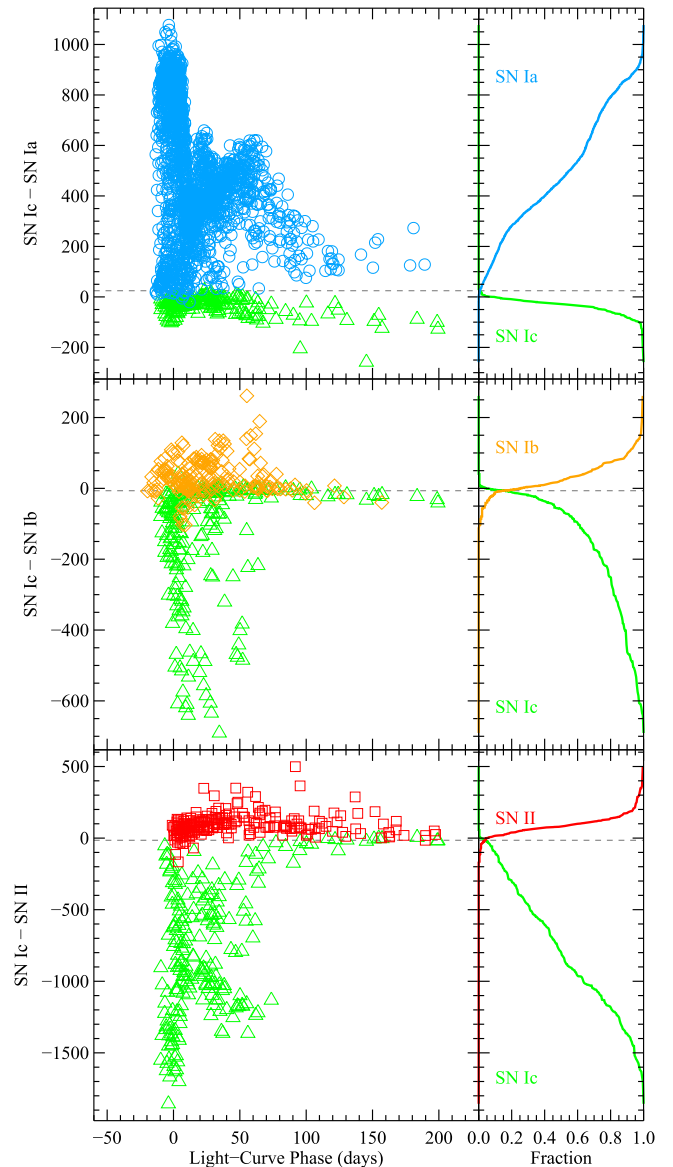 1000
800
600
400
200
0
−200
SN Ic − SN Ia
SN Ia
SN Ic
200
0
−200
−400
−600
SN Ic − SN Ib
SN Ib
SN Ic
500
0
−500
−1000
−1500
SN Ic − SN II
SN II
SN Ic
−50 0 50 100 150 200
Light−Curve Phase (days)
0.0 0.2 0.4 0.6 0.8 1.0
Fraction